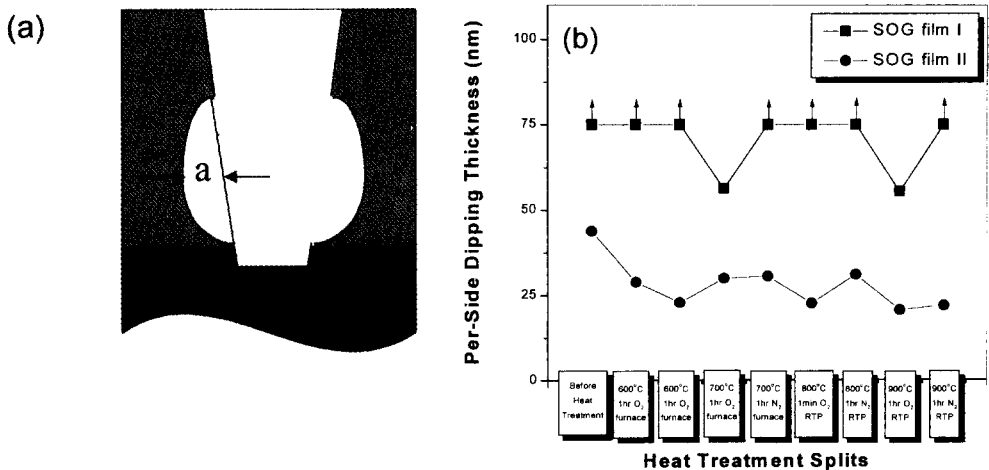 (a)
a
(b)
SOG film I
SOG film II
Per-Side Dipping Thickness (nm)
100
75
50
25
0
Before
Heat
Treatment
600°C
1hr O₂
furnace
600°C
1hr O₂
furnace
700°C
1hr O₂
furnace
700°C
1hr N₂
furnace
800°C
1min O₂
RTP
800°C
1hr N₂
RTP
900°C
1hr O₂
RTP
900°C
1hr N₂
RTP
Heat Treatment Splits